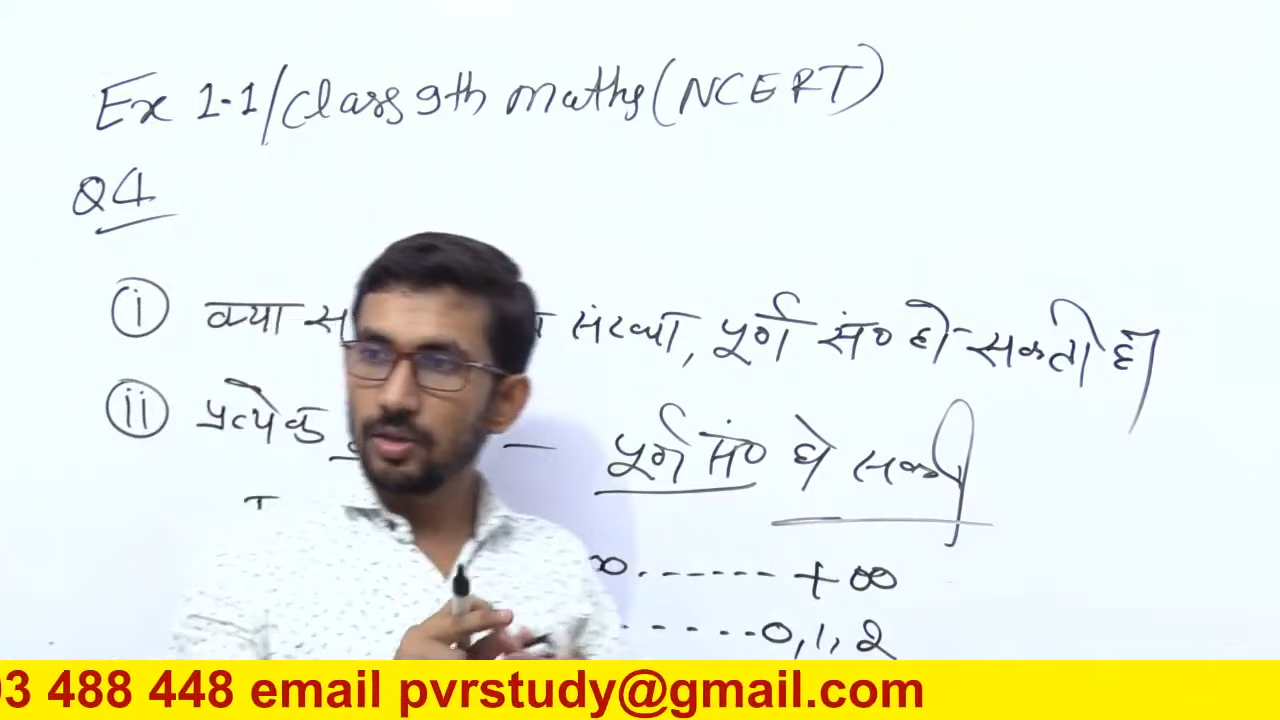 Ex 1.1/Class 9th maths (NCERT)
Q4
(i) क्या संख्या, पूर्ण सं० हो सकती है
(ii) प्रत्येक — पूर्ण सं० हो सकती
∞ ------- + ∞
------0, 1, 2
03 488 448 email pvrstudy@gmail.com